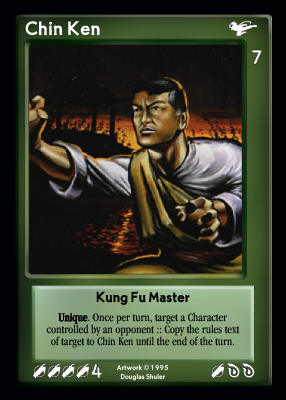 Chin Ken
7
Kung Fu Master
Unique. Once per turn, target a Character
controlled by an opponent :: Copy the rules text
of target to Chin Ken until the end of the turn.
4
Artwork © 1995
Douglas Shuler